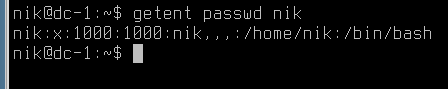 nik@dc-1:~$ getent passwd nik
nik:x:1000:1000:nik,,,:/home/nik:/bin/bash
nik@dc-1:~$